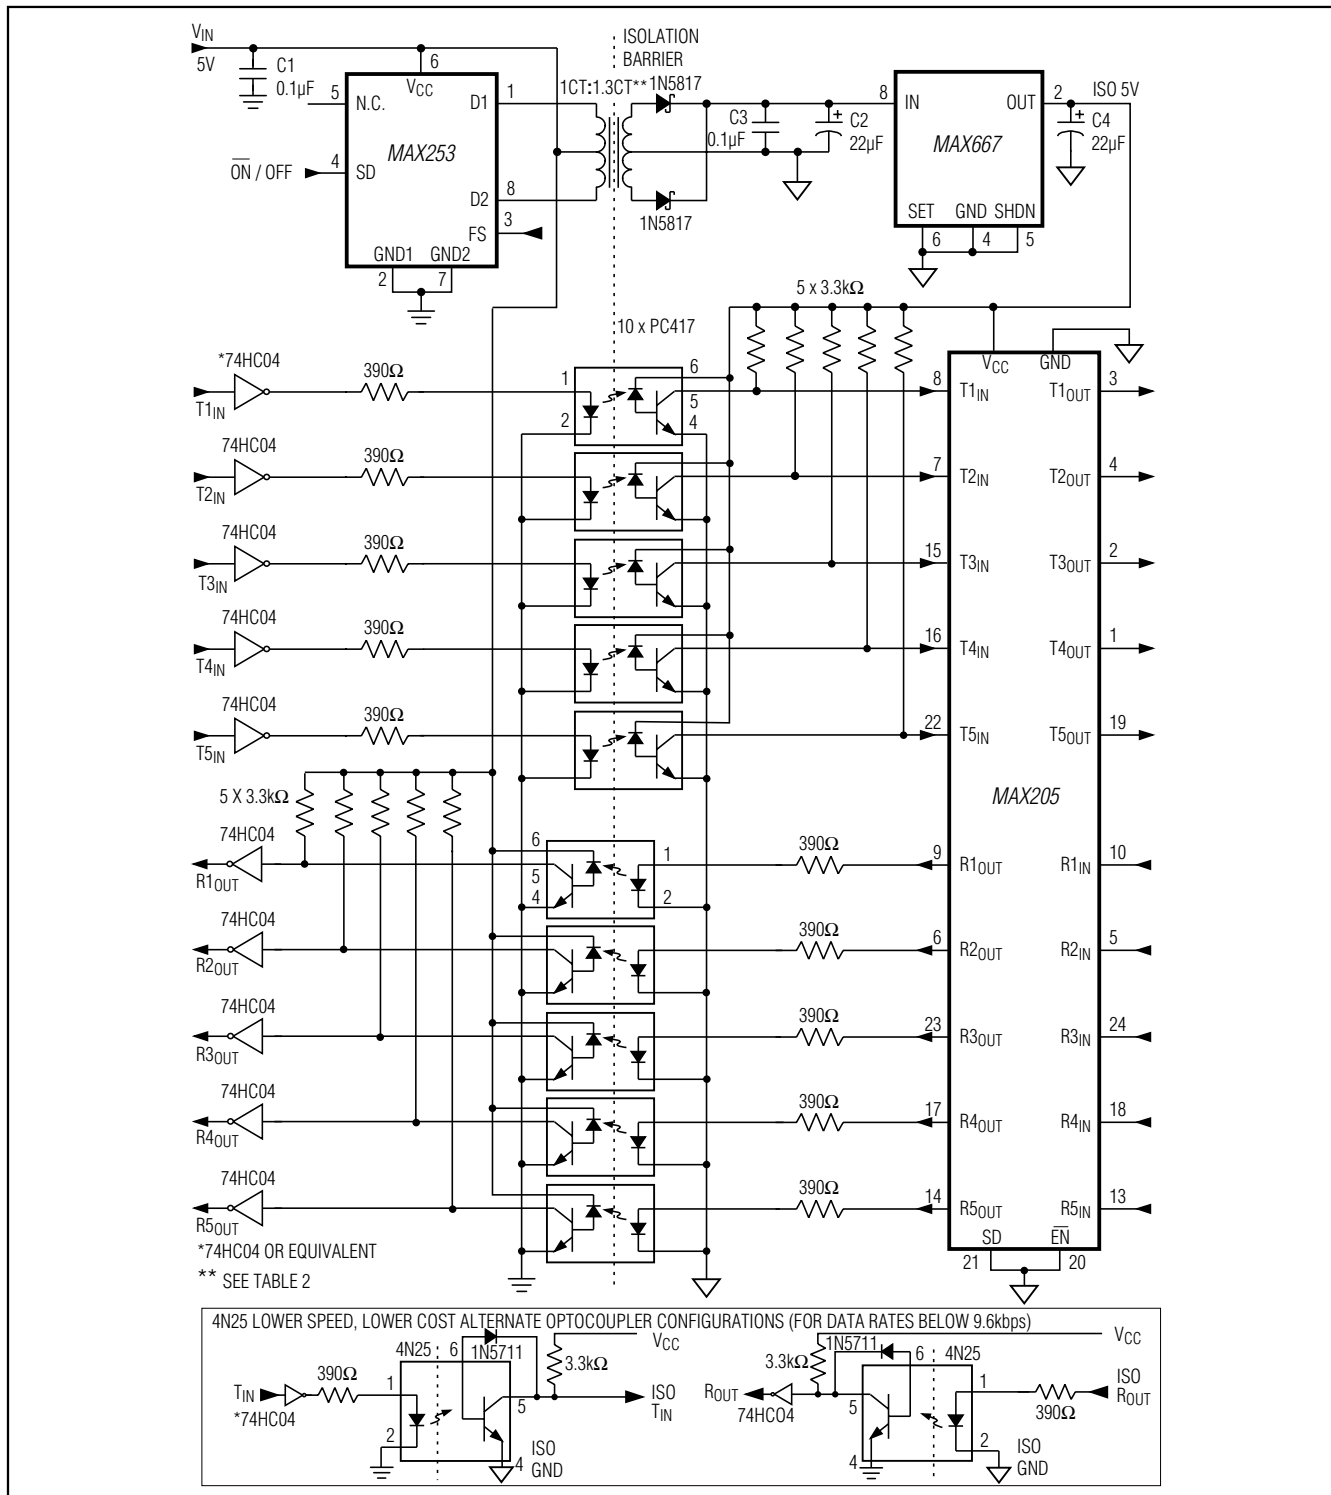 VIN
5V
C1
0.1µF
5
N.C.
6
VCC
D1
1
MAX253
ON / OFF
4
SD
D2
8
FS
3
GND1
GND2
2
7
ISOLATION
BARRIER
1CT:1.3CT**
1N5817
1N5817
C3
0.1µF
C2
22µF
8
IN
OUT
2
ISO 5V
MAX667
C4
22µF
SET
GND
SHDN
6
4
5
5 x 3.3kΩ
10 x PC417
*74HC04
T1IN
390Ω
1
2
6
5
4
74HC04
T2IN
390Ω
74HC04
T3IN
390Ω
74HC04
T4IN
390Ω
74HC04
T5IN
390Ω
VCC
GND
8
T1IN
T1OUT
3
7
T2IN
T2OUT
4
15
T3IN
T3OUT
2
16
T4IN
T4OUT
1
22
T5IN
T5OUT
19
MAX205
5 X 3.3kΩ
74HC04
R1OUT
6
5
4
1
2
390Ω
9
R1OUT
R1IN
10
74HC04
R2OUT
390Ω
6
R2OUT
R2IN
5
74HC04
R3OUT
390Ω
23
R3OUT
R3IN
24
74HC04
R4OUT
390Ω
17
R4OUT
R4IN
18
74HC04
R5OUT
390Ω
14
R5OUT
R5IN
13
SD
EN
21
20
*74HC04 OR EQUIVALENT
** SEE TABLE 2
4N25 LOWER SPEED, LOWER COST ALTERNATE OPTOCOUPLER CONFIGURATIONS (FOR DATA RATES BELOW 9.6kbps)
TIN
*74HC04
390Ω
4N25
1
2
6
1N5711
5
4
3.3kΩ
VCC
ISO
TIN
ISO
GND
ROUT
74HC04
3.3kΩ
1N5711
6
4N25
VCC
5
4
1
2
390Ω
ISO
ROUT
ISO
GND